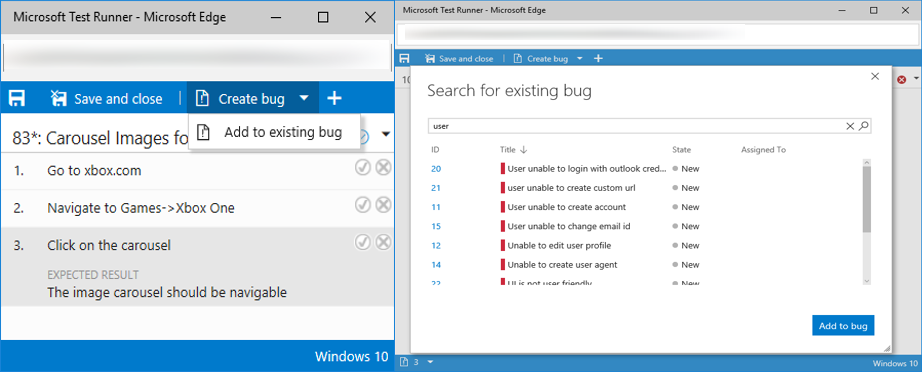 Microsoft Test Runner - Microsoft Edge
Save and close | Create bug
Add to existing bug
83*: Carousel Images fo
1. Go to xbox.com
2. Navigate to Games->Xbox One
3. Click on the carousel
EXPECTED RESULT
The image carousel should be navigable
Windows 10
Microsoft Test Runner - Microsoft Edge
Save and close | Create bug
10
Search for existing bug
user
ID Title State Assigned To
20 User unable to login with outlook cred... New
21 user unable to create custom url New
11 User unable to create account New
15 User unable to change email id New
12 Unable to edit user profile New
14 Unable to create user agent New
22 UI is not user friendly New
Add to bug
3
Windows 10